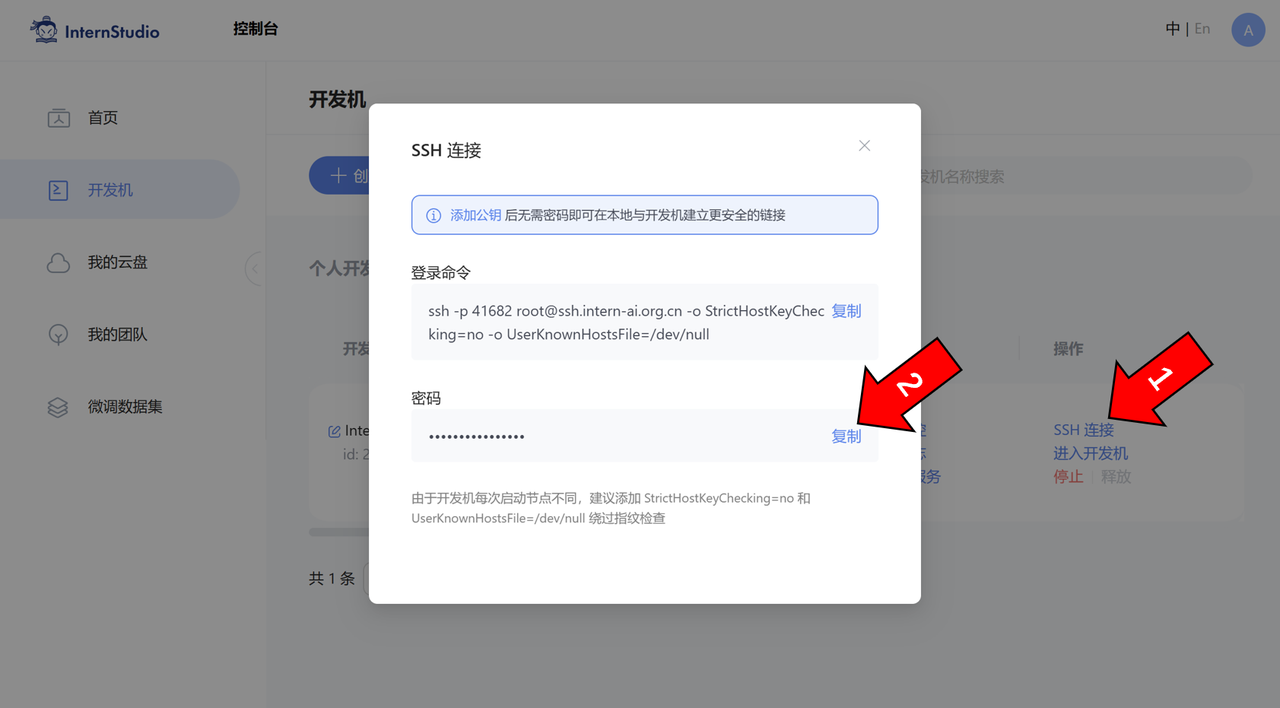 InternStudio
控制台
中 | En
A
首页
开发机
我的云盘
我的团队
微调数据集
开发机
创
发机名称搜索
个人开发
开发
操作
Inte
id: 2
服务
SSH 连接
进入开发机
停止 | 释放
共 1 条
SSH 连接
添加公钥 后无需密码即可在本地与开发机建立更安全的链接
登录命令
ssh -p 41682 root@ssh.intern-ai.org.cn -o StrictHostKeyChec
king=no -o UserKnownHostsFile=/dev/null
复制
密码
••••••••••••••••
复制
由于开发机每次启动节点不同，建议添加 StrictHostKeyChecking=no 和
UserKnownHostsFile=/dev/null 绕过指纹检查
1
2